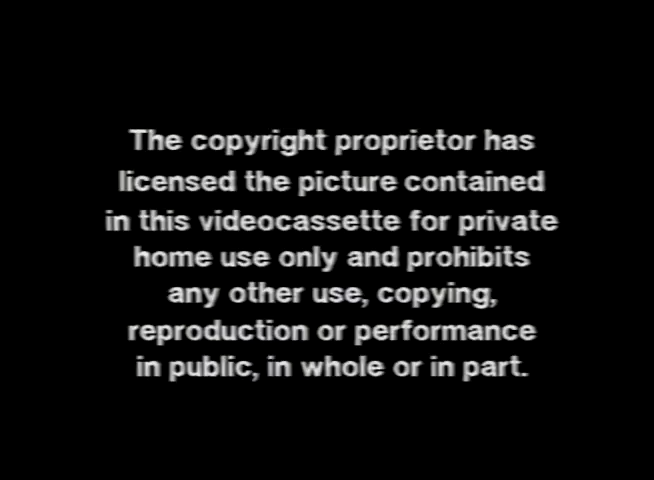 The copyright proprietor has
licensed the picture contained
in this videocassette for private
home use only and prohibits
any other use, copying,
reproduction or performance
in public, in whole or in part.